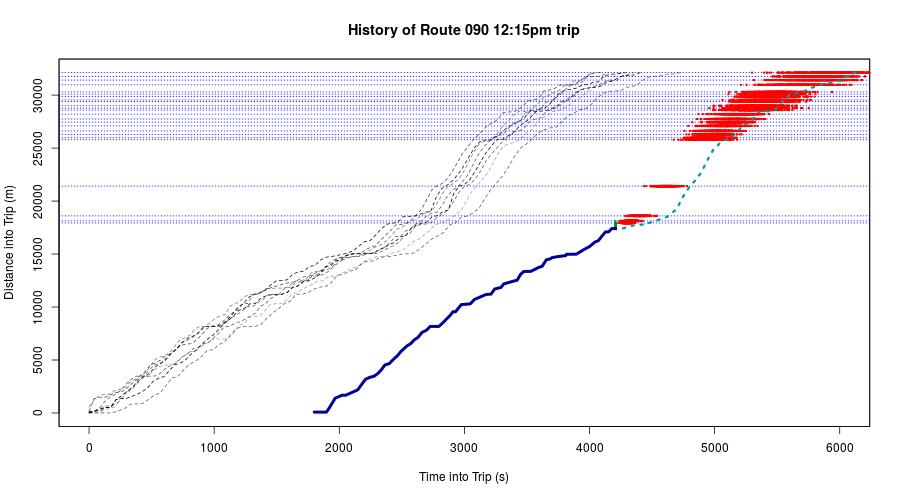 History of Route 090 12:15pm trip
Distance into Trip (m)
30000
25000
20000
15000
10000
5000
0
0 1000 2000 3000 4000 5000 6000
Time into Trip (s)